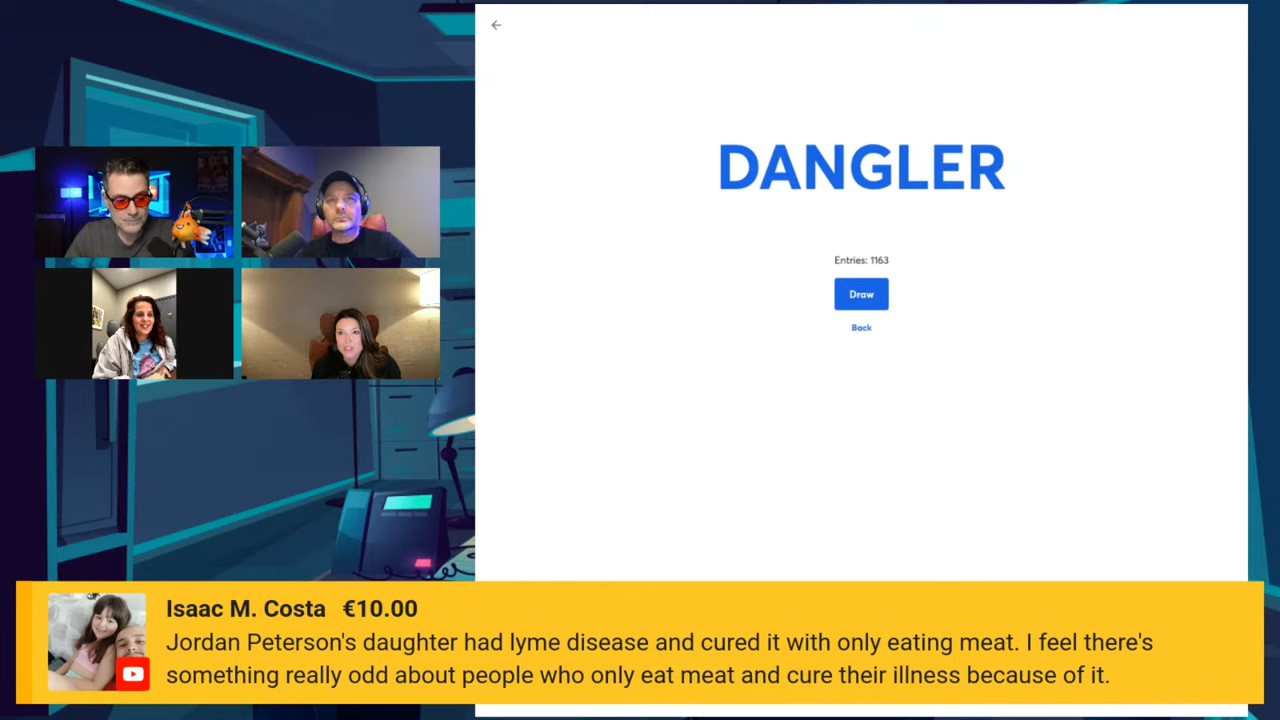 DANGLER
Entries: 1163
Draw
Back
Isaac M. Costa €10.00
Jordan Peterson's daughter had lyme disease and cured it with only eating meat. I feel there's
something really odd about people who only eat meat and cure their illness because of it.